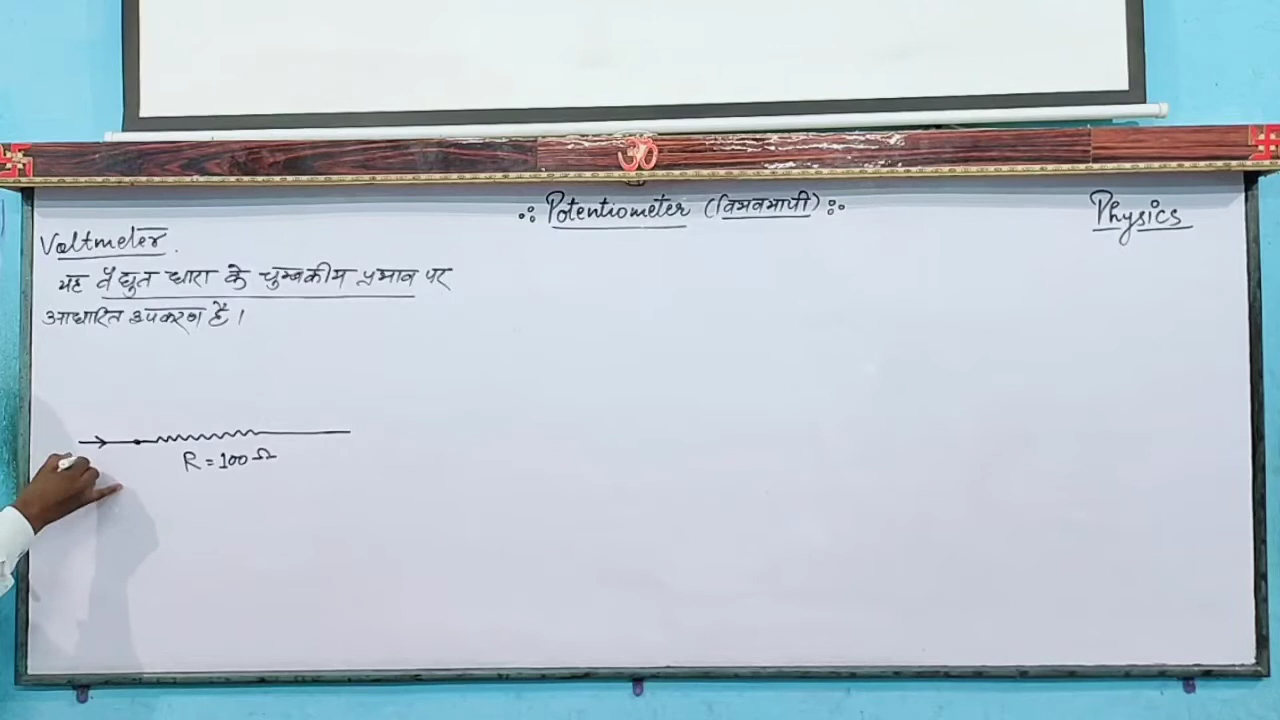 ∴ Potentiometer (विभवमापी) ∴
Physics
Voltmeter.
यह वैद्युत धारा के चुम्बकीय प्रभाव पर
आधारित उपकरण है।
R = 100 Ω
ॐ